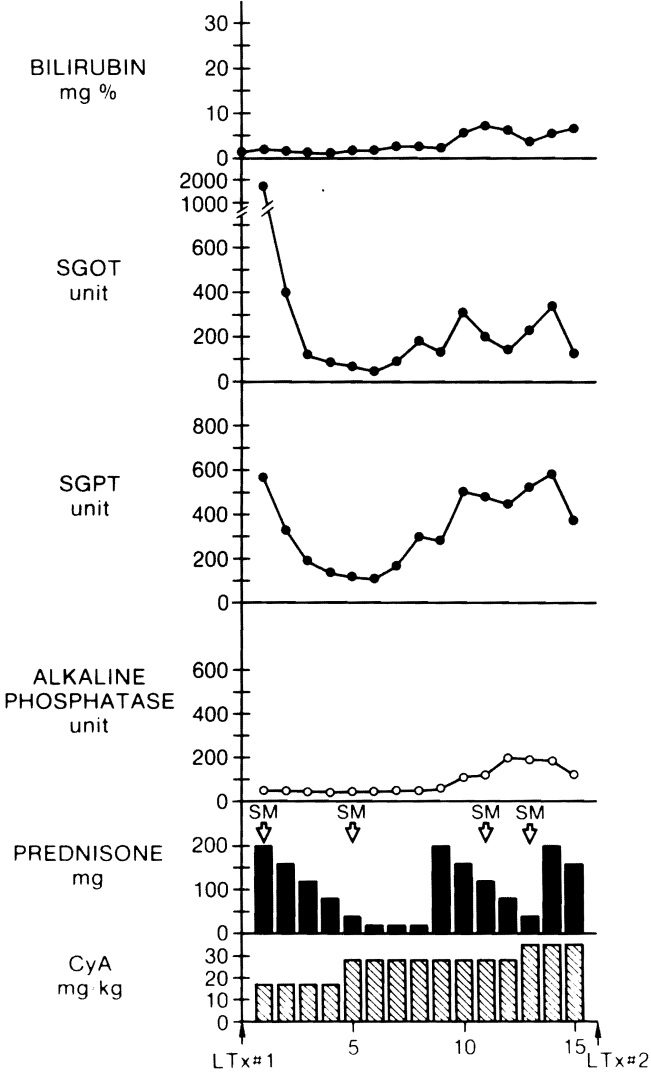 30
20
10
0
BILIRUBIN
mg %
2000
1000
600
400
200
0
SGOT
unit
800
600
400
200
0
SGPT
unit
600
400
200
0
ALKALINE
PHOSPHATASE
unit
SM SM SM SM
200
100
0
PREDNISONE
mg
30
20
10
0
CyA
mg/kg
5 10 15
LTx#1 LTx#2